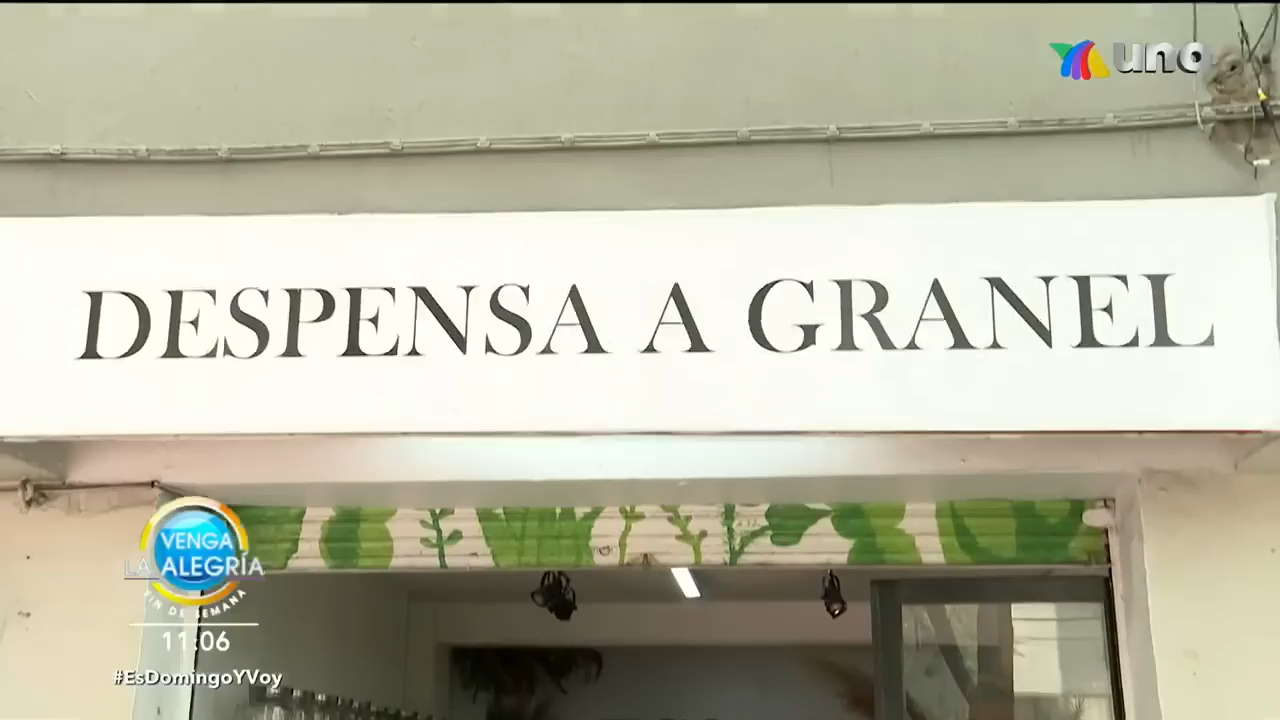 uno
DESPENSA A GRANEL
VENGA
LA ALEGRÍA
FIN DE SEMANA
11:06
#EsDomingoYVoy